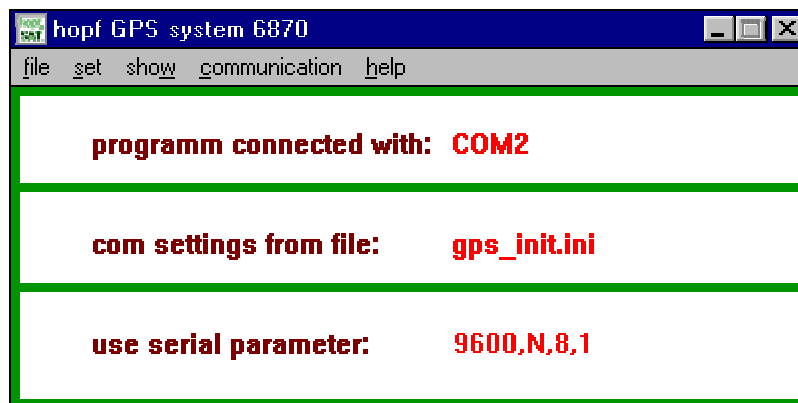 hopf GPS system 6870
file set show communication help
programm connected with: COM2
com settings from file: gps_init.ini
use serial parameter: 9600,N,8,1